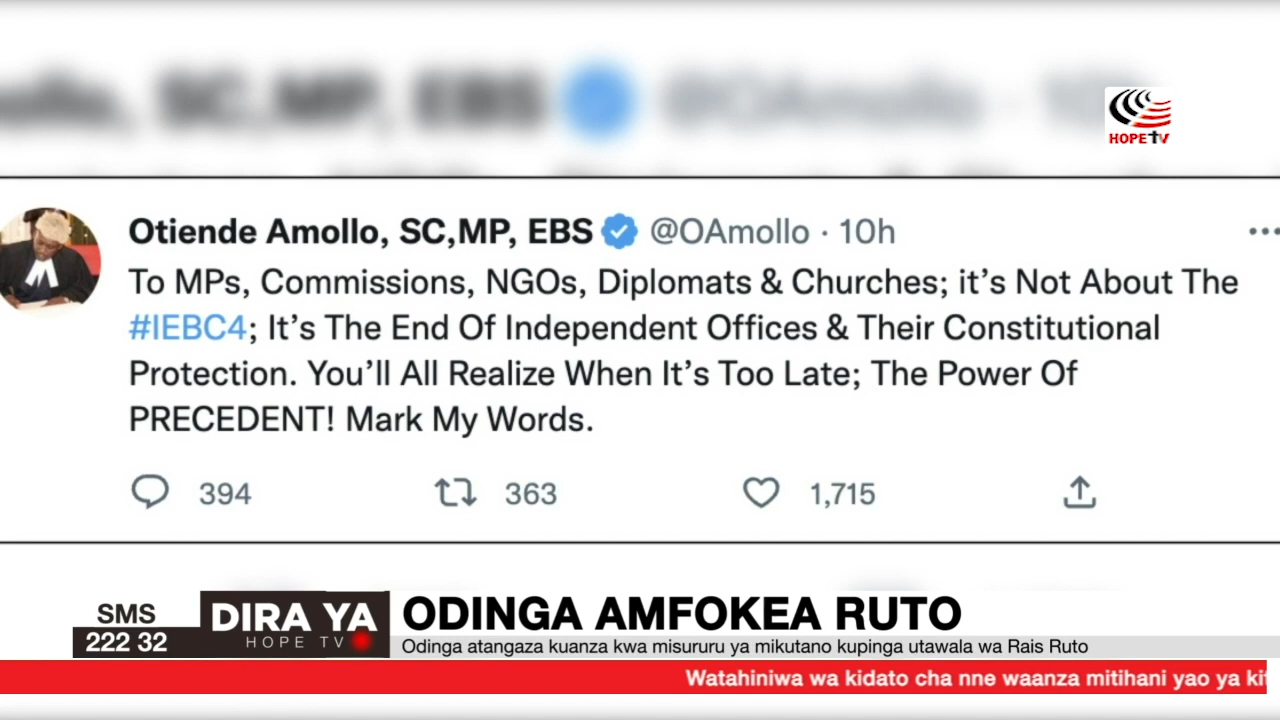 HOPE TV
Otiende Amollo, SC,MP, EBS @OAmollo · 10h
To MPs, Commissions, NGOs, Diplomats & Churches; it’s Not About The
#IEBC4; It’s The End Of Independent Offices & Their Constitutional
Protection. You’ll All Realize When It’s Too Late; The Power Of
PRECEDENT! Mark My Words.
394 363 1,715
SMS
222 32
DIRA YA
HOPE TV
ODINGA AMFOKEA RUTO
Odinga atangaza kuanza kwa misururu ya mikutano kupinga utawala wa Rais Ruto
Watahiniwa wa kidato cha nne waanza mitihani yao ya